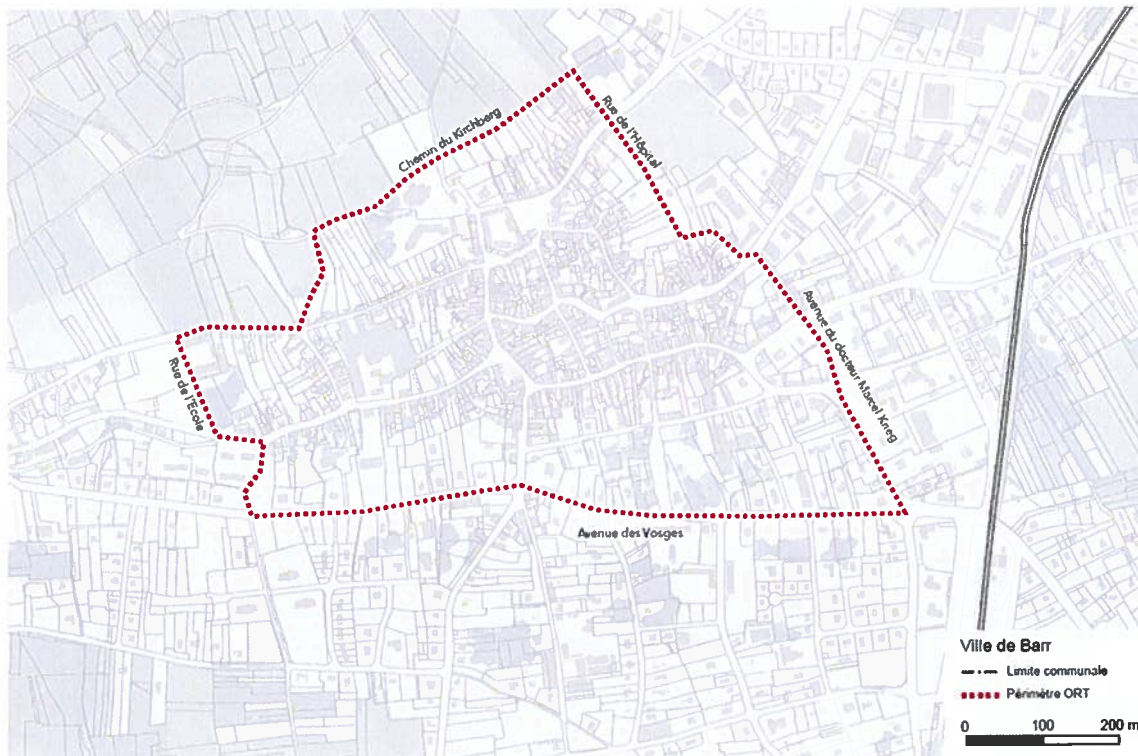 Chemin du Kirchberg
Rue de l'Hôpital
Avenue du docteur Marcel Krieg
Rue de l'Ecole
Avenue des Vosges
Ville de Barr
Limite communale
Périmètre ORT
0 100 200 m